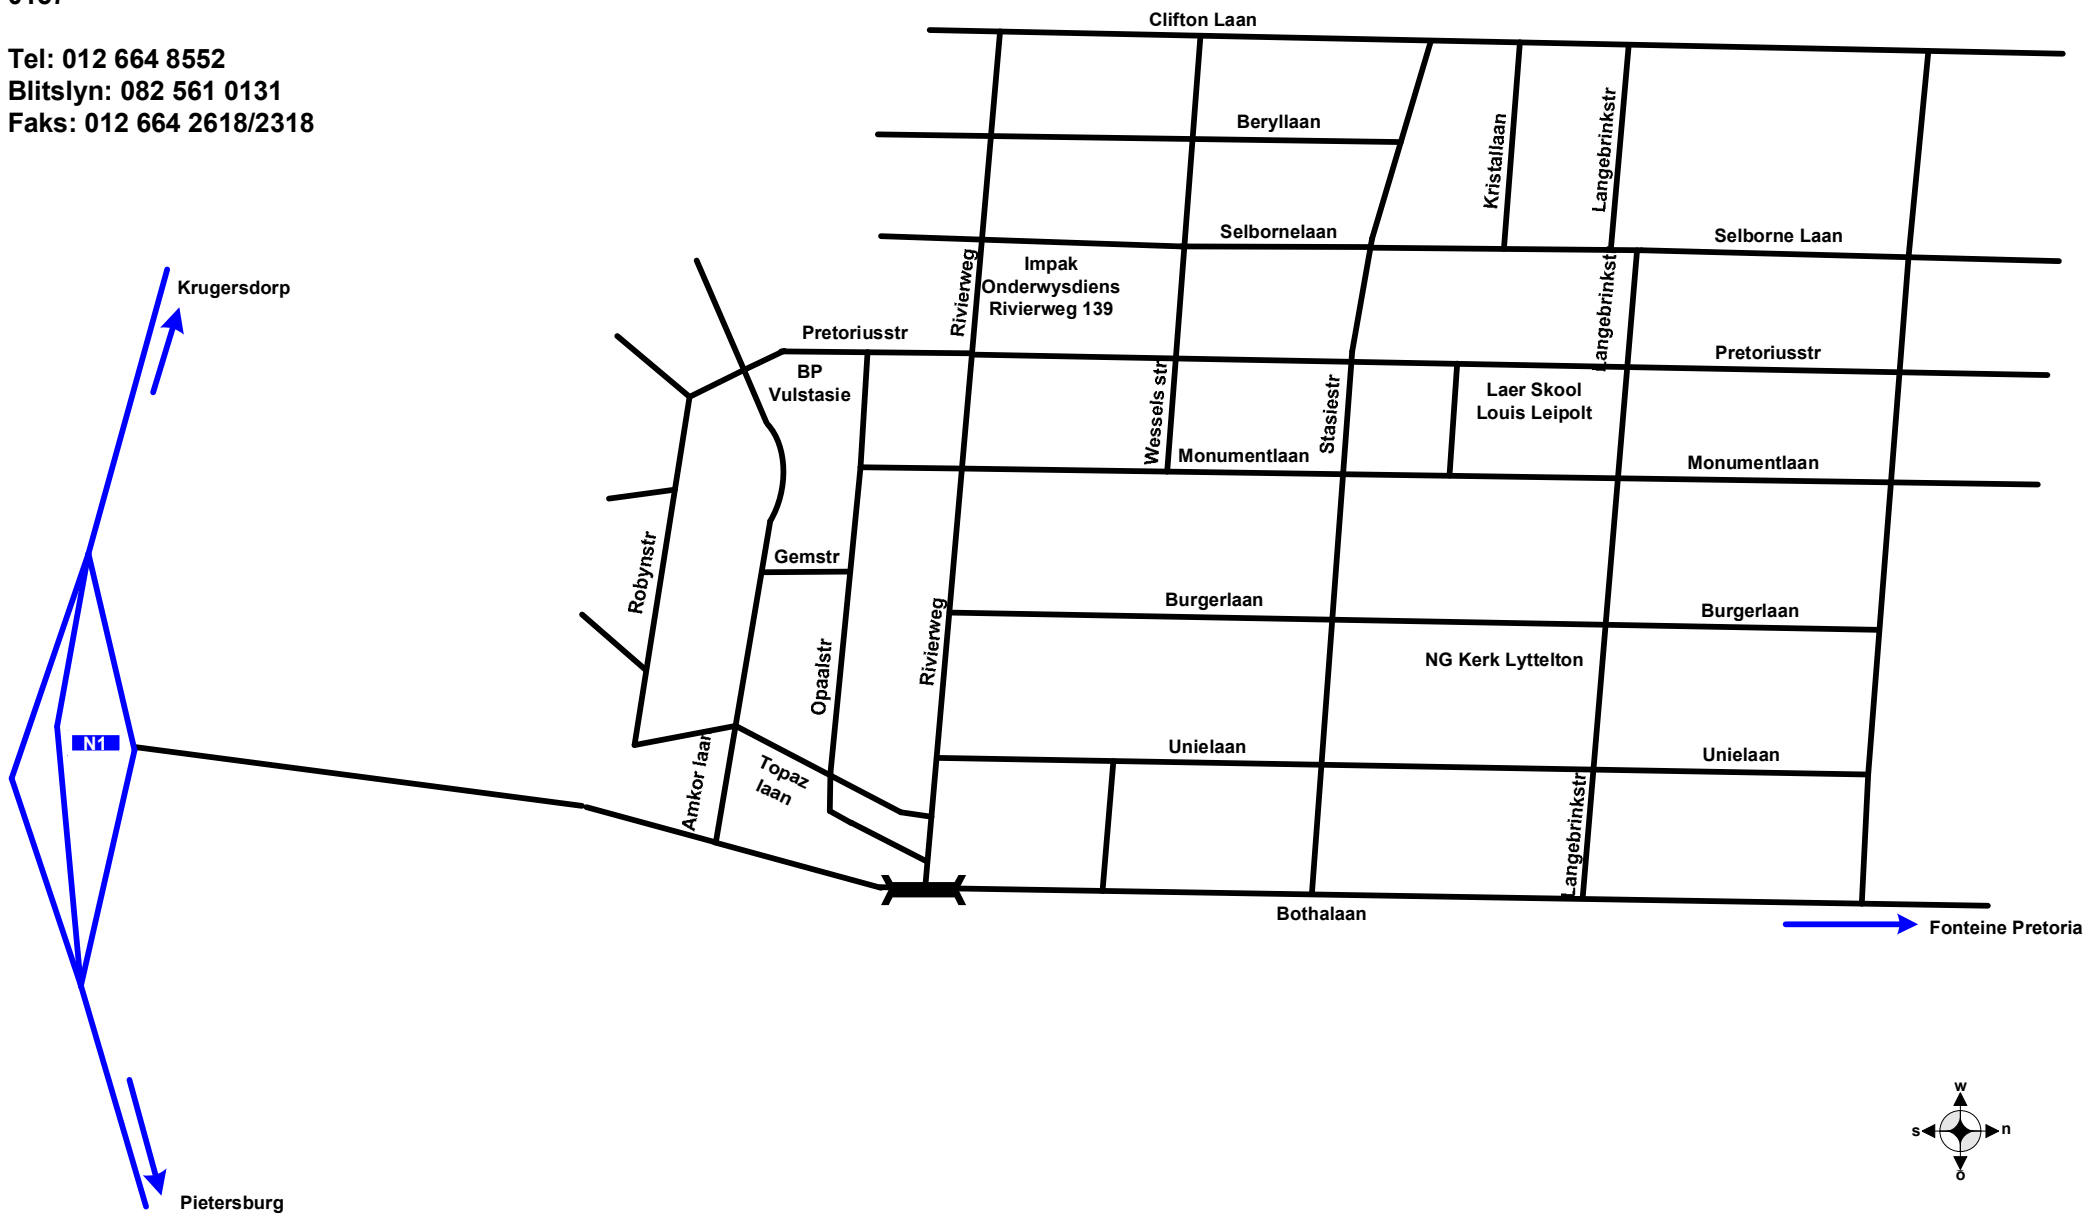 Tel: 012 664 8552
Blitslyn: 082 561 0131
Faks: 012 664 2618/2318
Clifton Laan
Beryllaan
Kristallaan
Langebrinkstr
Selbornelaan
Selborne Laan
Krugersdorp
Rivierweg
Impak
Onderwysdiens
Rivierweg 139
Langebrinkstr
Pretoriusstr
Pretoriusstr
BP
Vulstasie
Wessels str
Stasiestr
Laer Skool
Louis Leipolt
Monumentlaan
Monumentlaan
Robynstr
Gemstr
Burgerlaan
Burgerlaan
Opaalstr
Rivierweg
NG Kerk Lyttelton
N1
Amkor laan
Topaz
laan
Unielaan
Unielaan
Langebrinkstr
Bothalaan
Fonteine Pretoria
w
s
n
o
Pietersburg